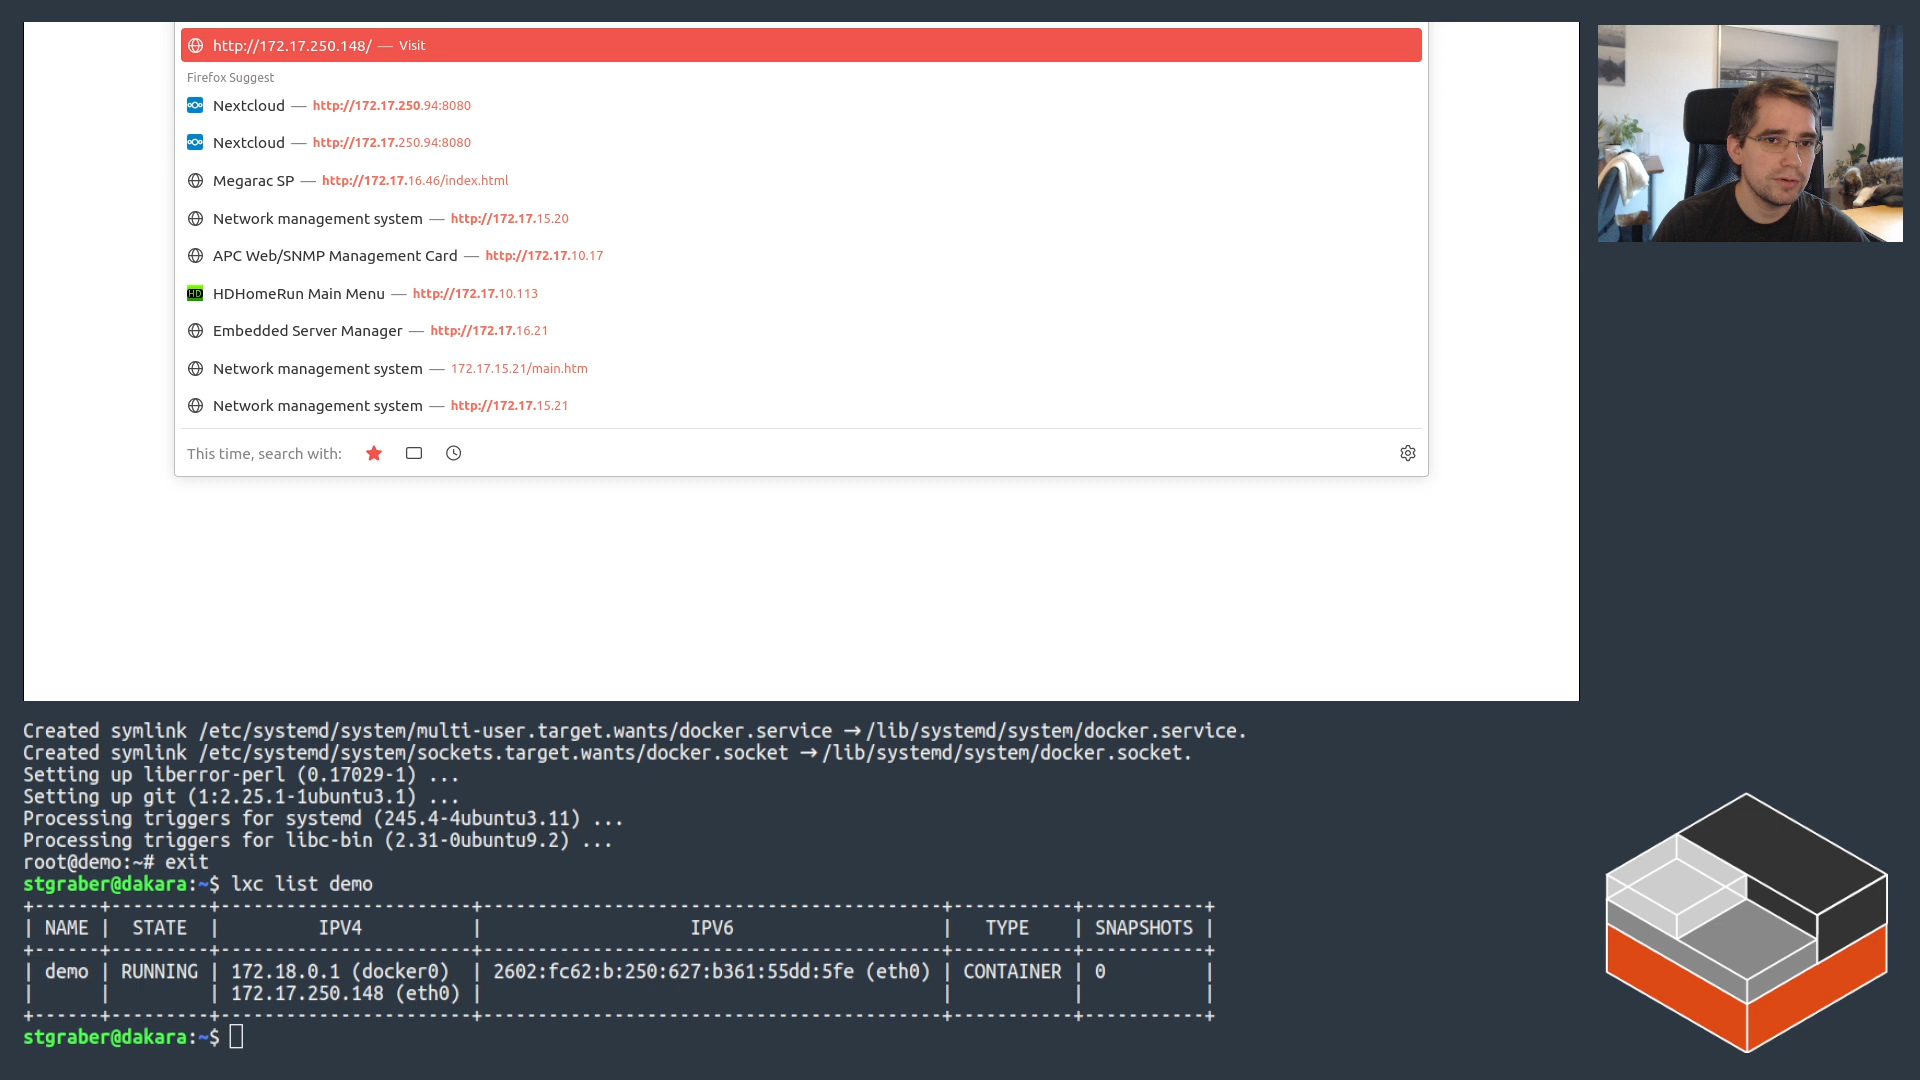 http://172.17.250.148/ — Visit
Firefox Suggest
Nextcloud — http://172.17.250.94:8080
Nextcloud — http://172.17.250.94:8080
Megarac SP — http://172.17.16.46/index.html
Network management system — http://172.17.15.20
APC Web/SNMP Management Card — http://172.17.10.17
HD HDHomeRun Main Menu — http://172.17.10.113
Embedded Server Manager — http://172.17.16.21
Network management system — 172.17.15.21/main.htm
Network management system — http://172.17.15.21
This time, search with:
Created symlink /etc/systemd/system/multi-user.target.wants/docker.service → /lib/systemd/system/docker.service.
Created symlink /etc/systemd/system/sockets.target.wants/docker.socket → /lib/systemd/system/docker.socket.
Setting up liberror-perl (0.17029-1) ...
Setting up git (1:2.25.1-1ubuntu3.1) ...
Processing triggers for systemd (245.4-4ubuntu3.11) ...
Processing triggers for libc-bin (2.31-0ubuntu9.2) ...
root@demo:~# exit
stgraber@dakara:~$ lxc list demo
+------+---------+-----------------------+------------------------------------------+-----------+-----------+
| NAME | STATE | IPV4 | IPV6 | TYPE | SNAPSHOTS |
+------+---------+-----------------------+------------------------------------------+-----------+-----------+
| demo | RUNNING | 172.18.0.1 (docker0) | 2602:fc62:b:250:627:b361:55dd:5fe (eth0) | CONTAINER | 0 |
| | | 172.17.250.148 (eth0) | | | |
+------+---------+-----------------------+------------------------------------------+-----------+-----------+
stgraber@dakara:~$